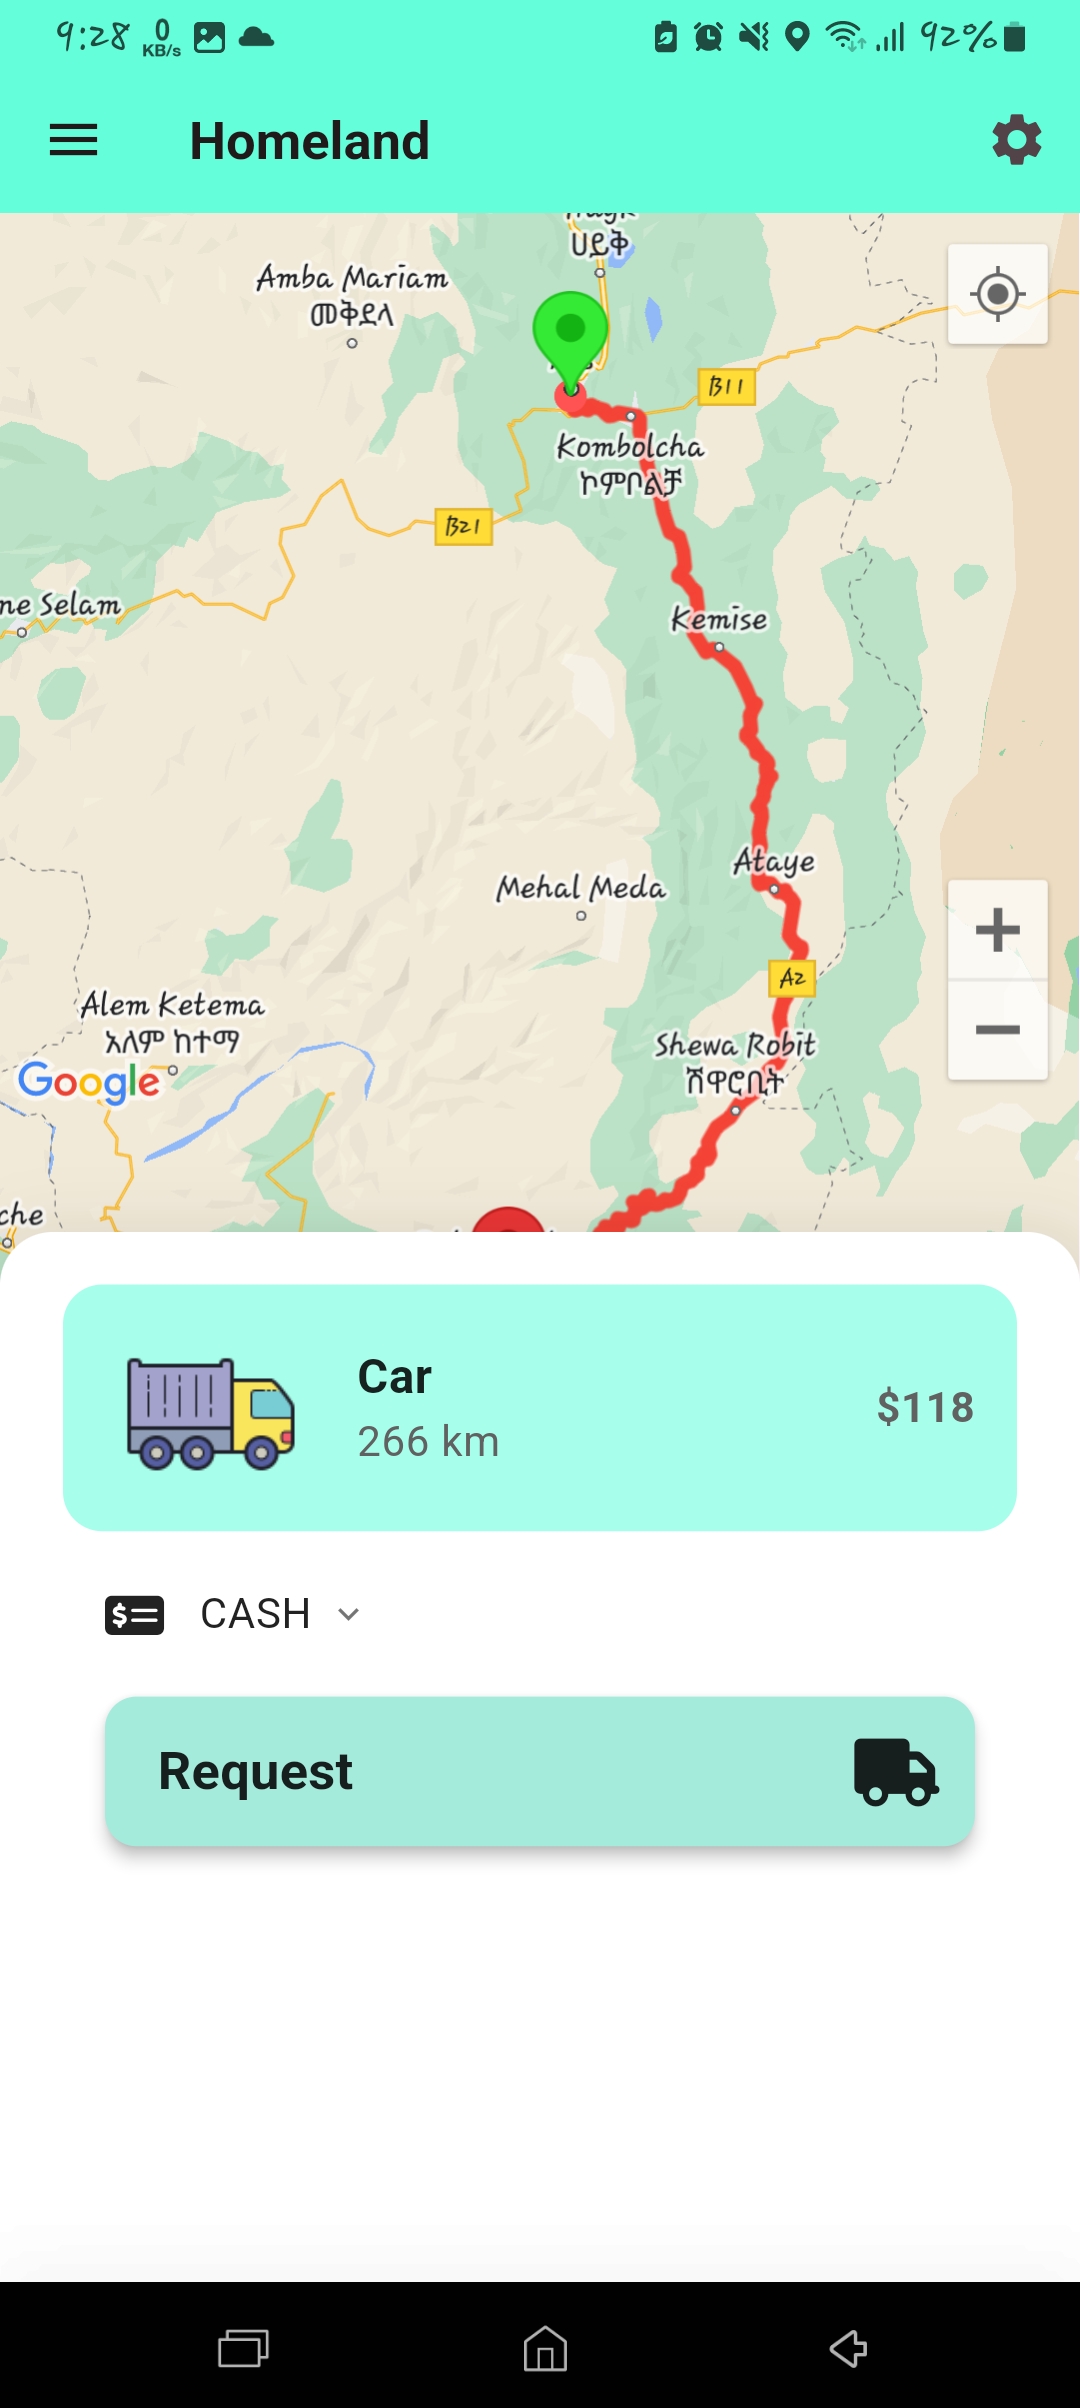 9:28
0
KB/s
92%
Homeland
ሀይቅ
Amba Mariam
መቅደላ
B11
Kombolcha
ኮምቦልቻ
B21
ne Selam
Kemise
Ataye
Mehal Meda
A2
Alem Ketema
አለም ከተማ
Shewa Robit
ሸዋሮቢት
Google
che
Car
266 km
$118
CASH
Request